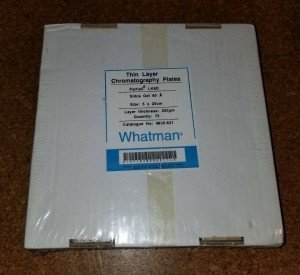 Thin Layer
Chromatography Plates
Partisil® LK6D
Silica Gel 60 Å
Size: 5 x 20cm
Layer thickness: 250µm
Quantity: 75
Catalogue No: 4865-821
Whatman®